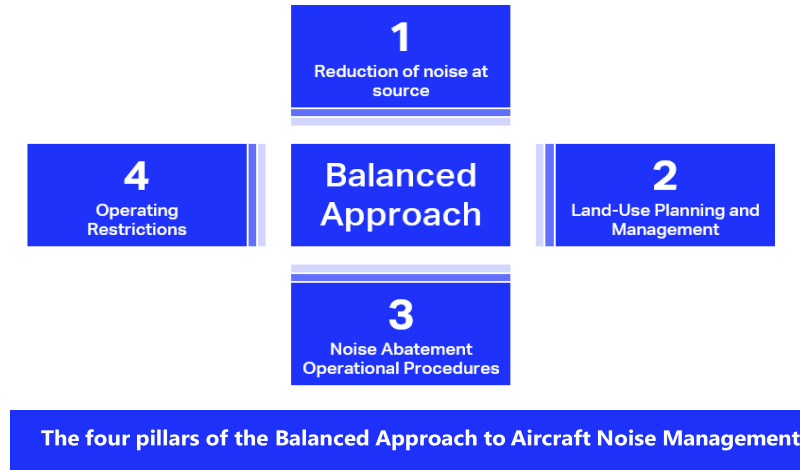 1
Reduction of noise at
source
4
Operating
Restrictions
Balanced
Approach
2
Land-Use Planning and
Management
3
Noise Abatement
Operational Procedures
The four pillars of the Balanced Approach to Aircraft Noise Management